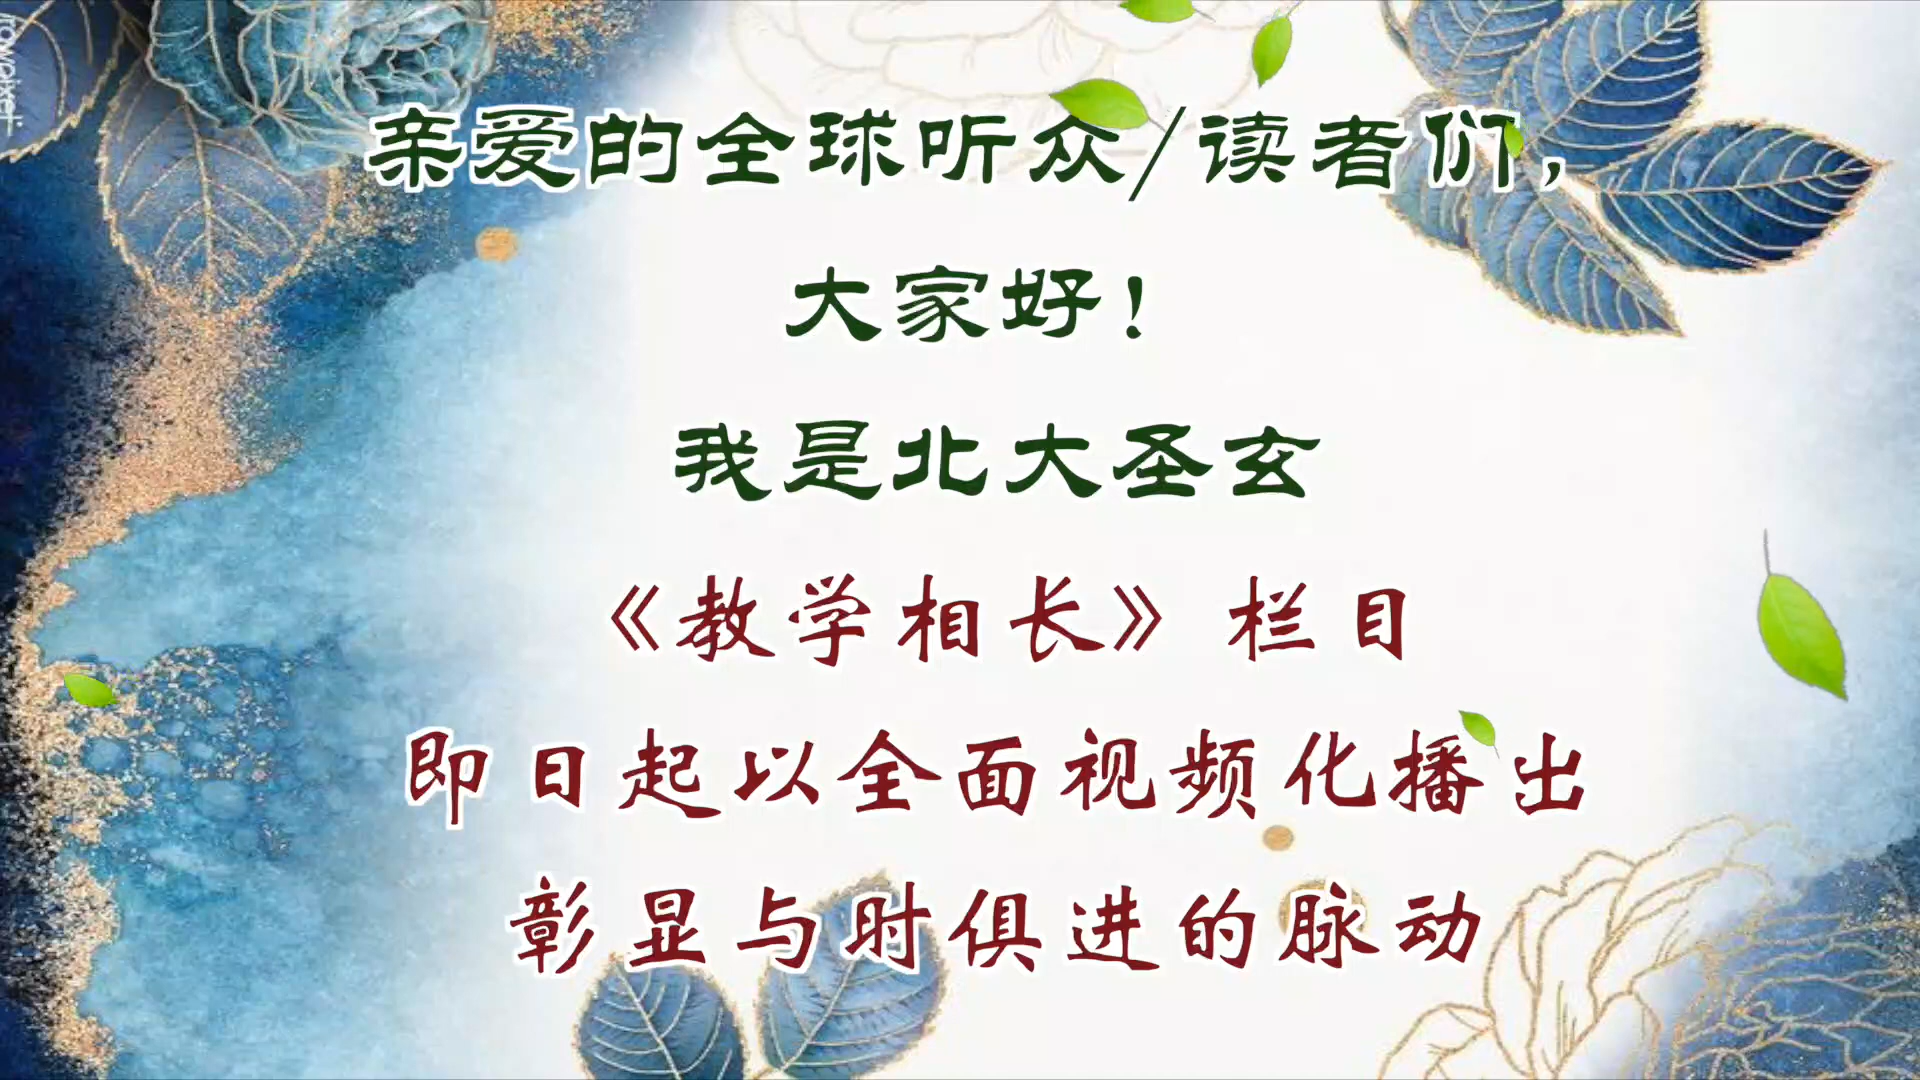 亲爱的全球听众/读者们，
大家好！
我是北大圣玄
《教学相长》栏目
即日起以全面视频化播出
彰显与时俱进的脉动
rawpixel